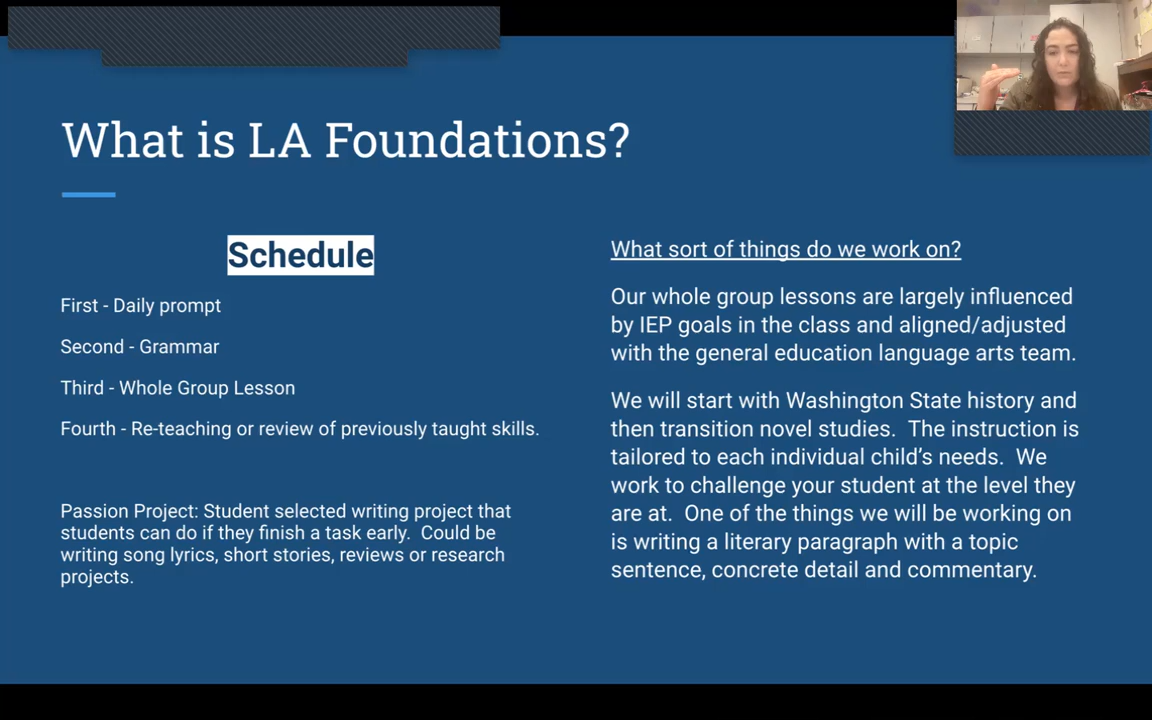 What is LA Foundations?
Schedule
First - Daily prompt
Second - Grammar
Third - Whole Group Lesson
Fourth - Re-teaching or review of previously taught skills.
Passion Project: Student selected writing project that
students can do if they finish a task early.  Could be
writing song lyrics, short stories, reviews or research
projects.
What sort of things do we work on?
Our whole group lessons are largely influenced
by IEP goals in the class and aligned/adjusted
with the general education language arts team.
We will start with Washington State history and
then transition novel studies.  The instruction is
tailored to each individual child’s needs.  We
work to challenge your student at the level they
are at.  One of the things we will be working on
is writing a literary paragraph with a topic
sentence, concrete detail and commentary.